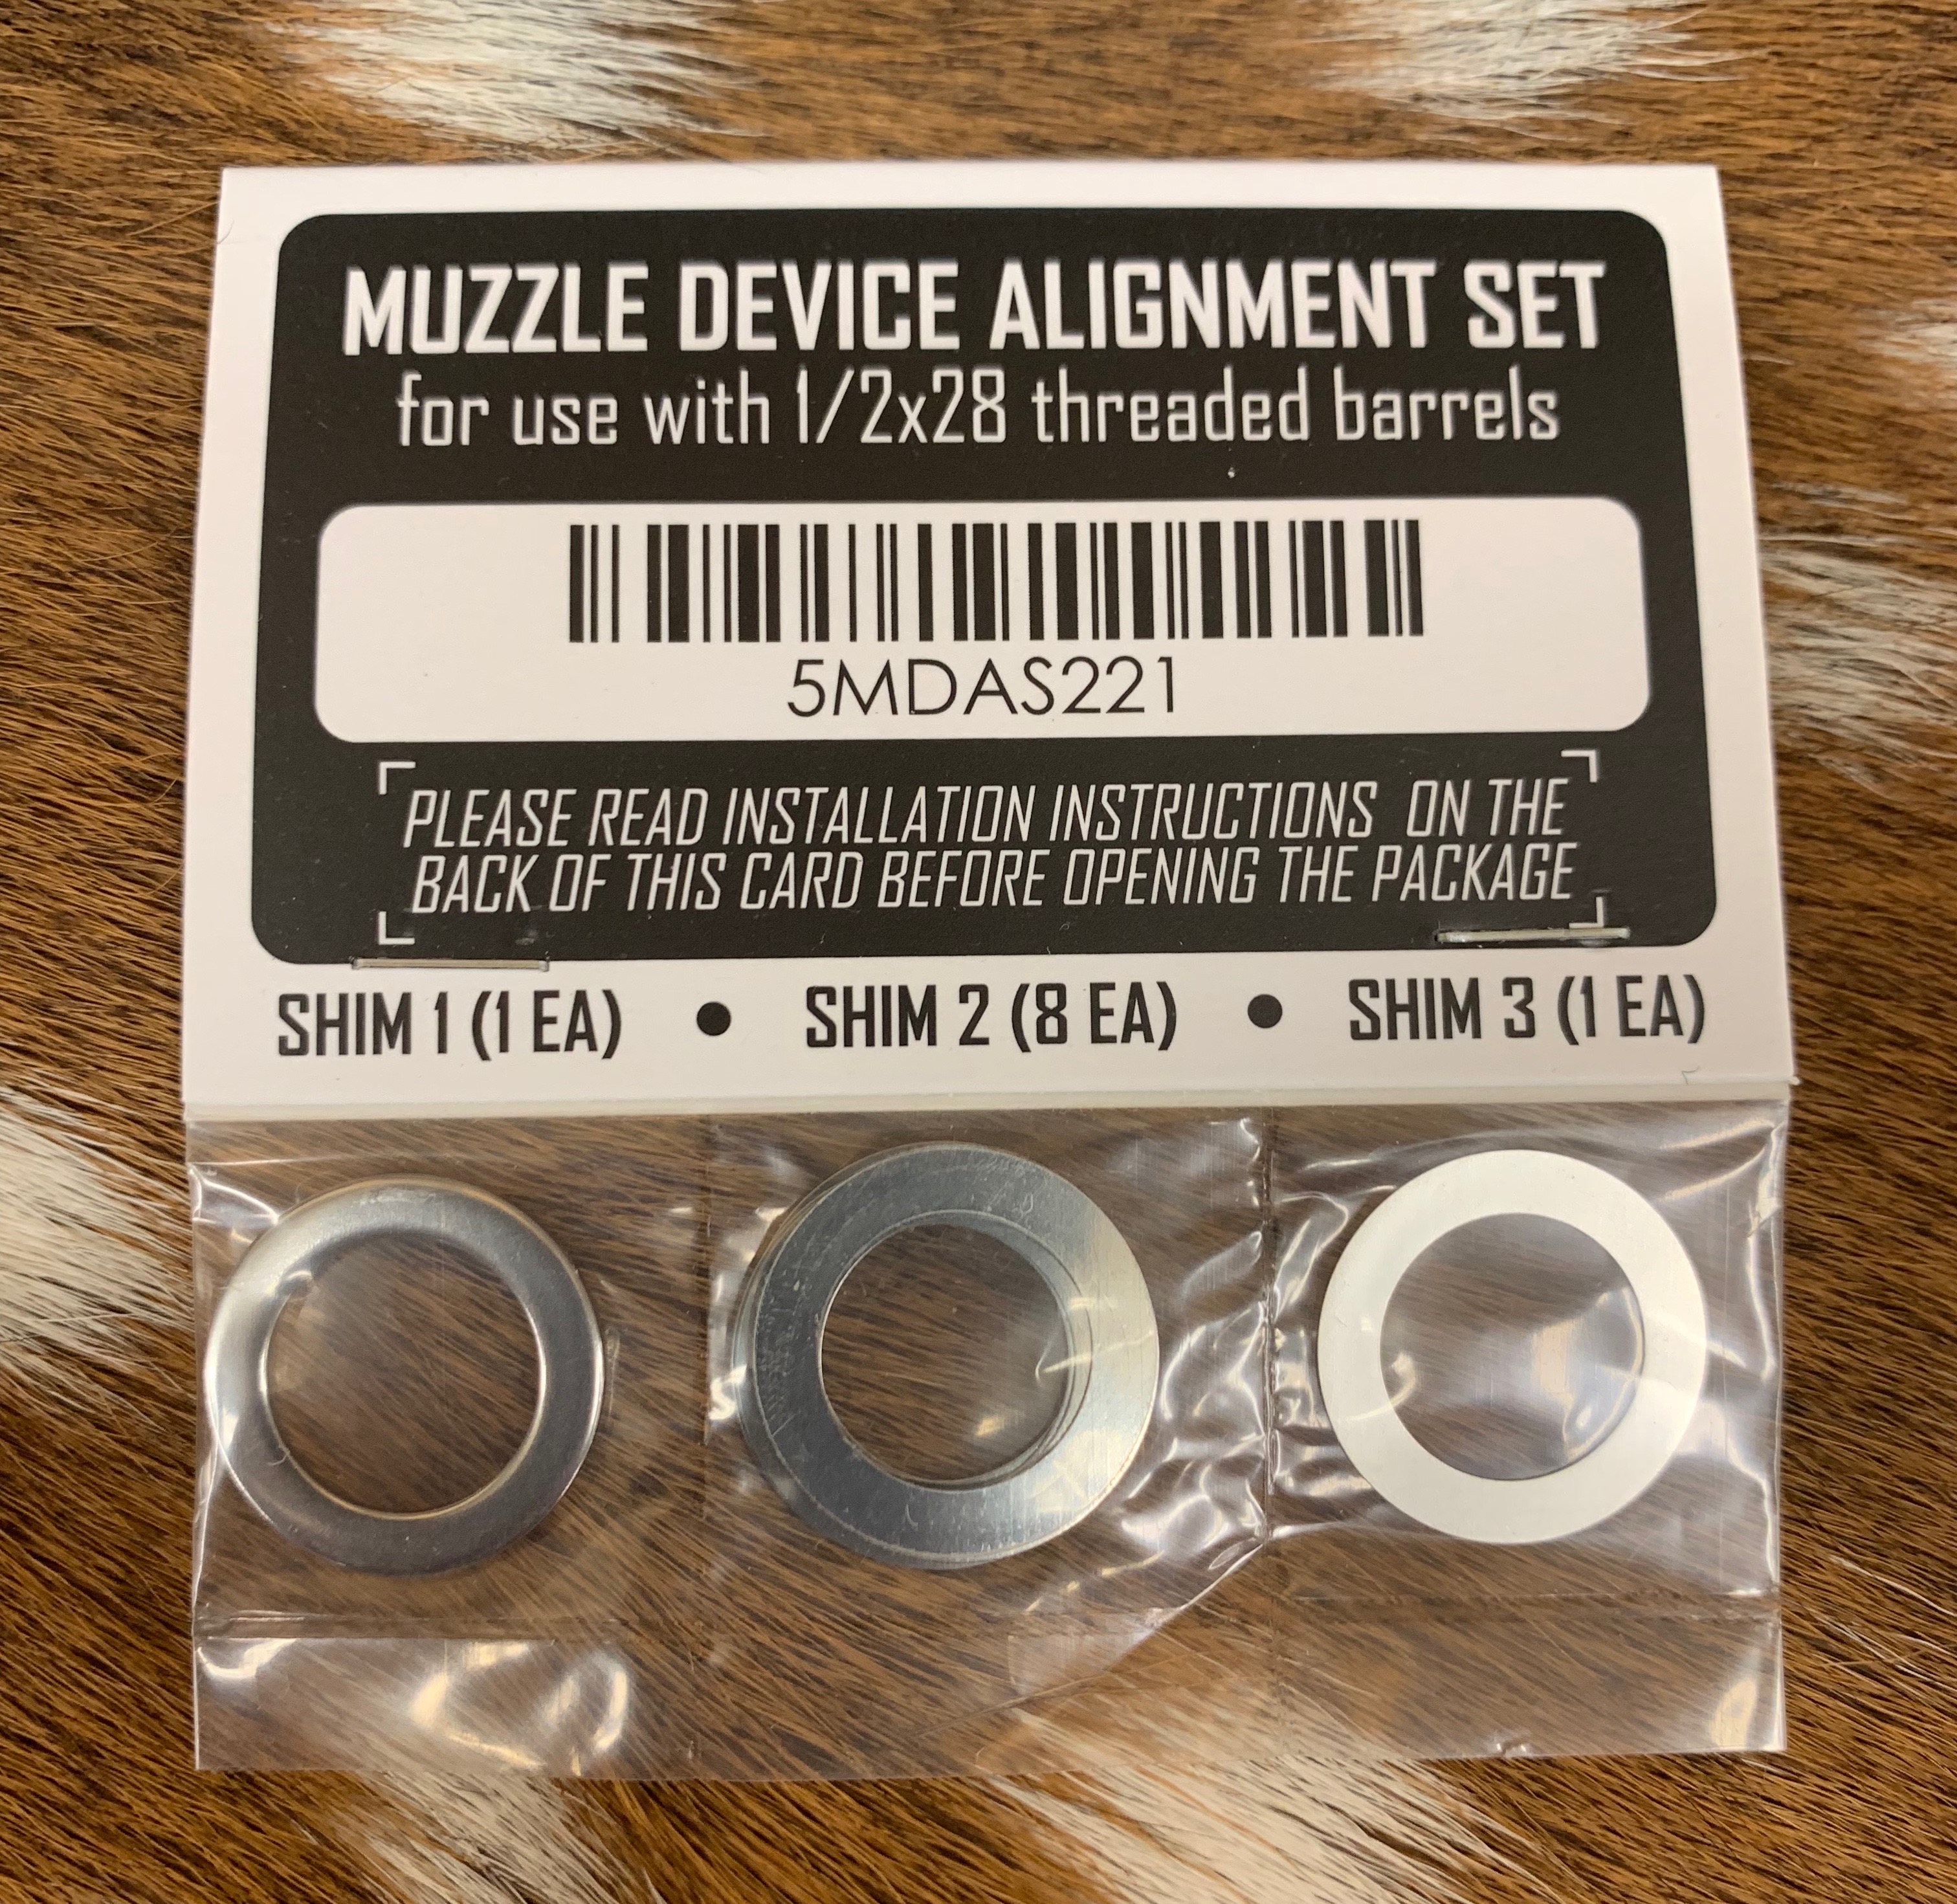 MUZZLE DEVICE ALIGNMENT SET
for use with 1/2x28 threaded barrels
5MDAS221
PLEASE READ INSTALLATION INSTRUCTIONS ON THE
BACK OF THIS CARD BEFORE OPENING THE PACKAGE
SHIM 1 (1 EA) • SHIM 2 (8 EA) • SHIM 3 (1 EA)